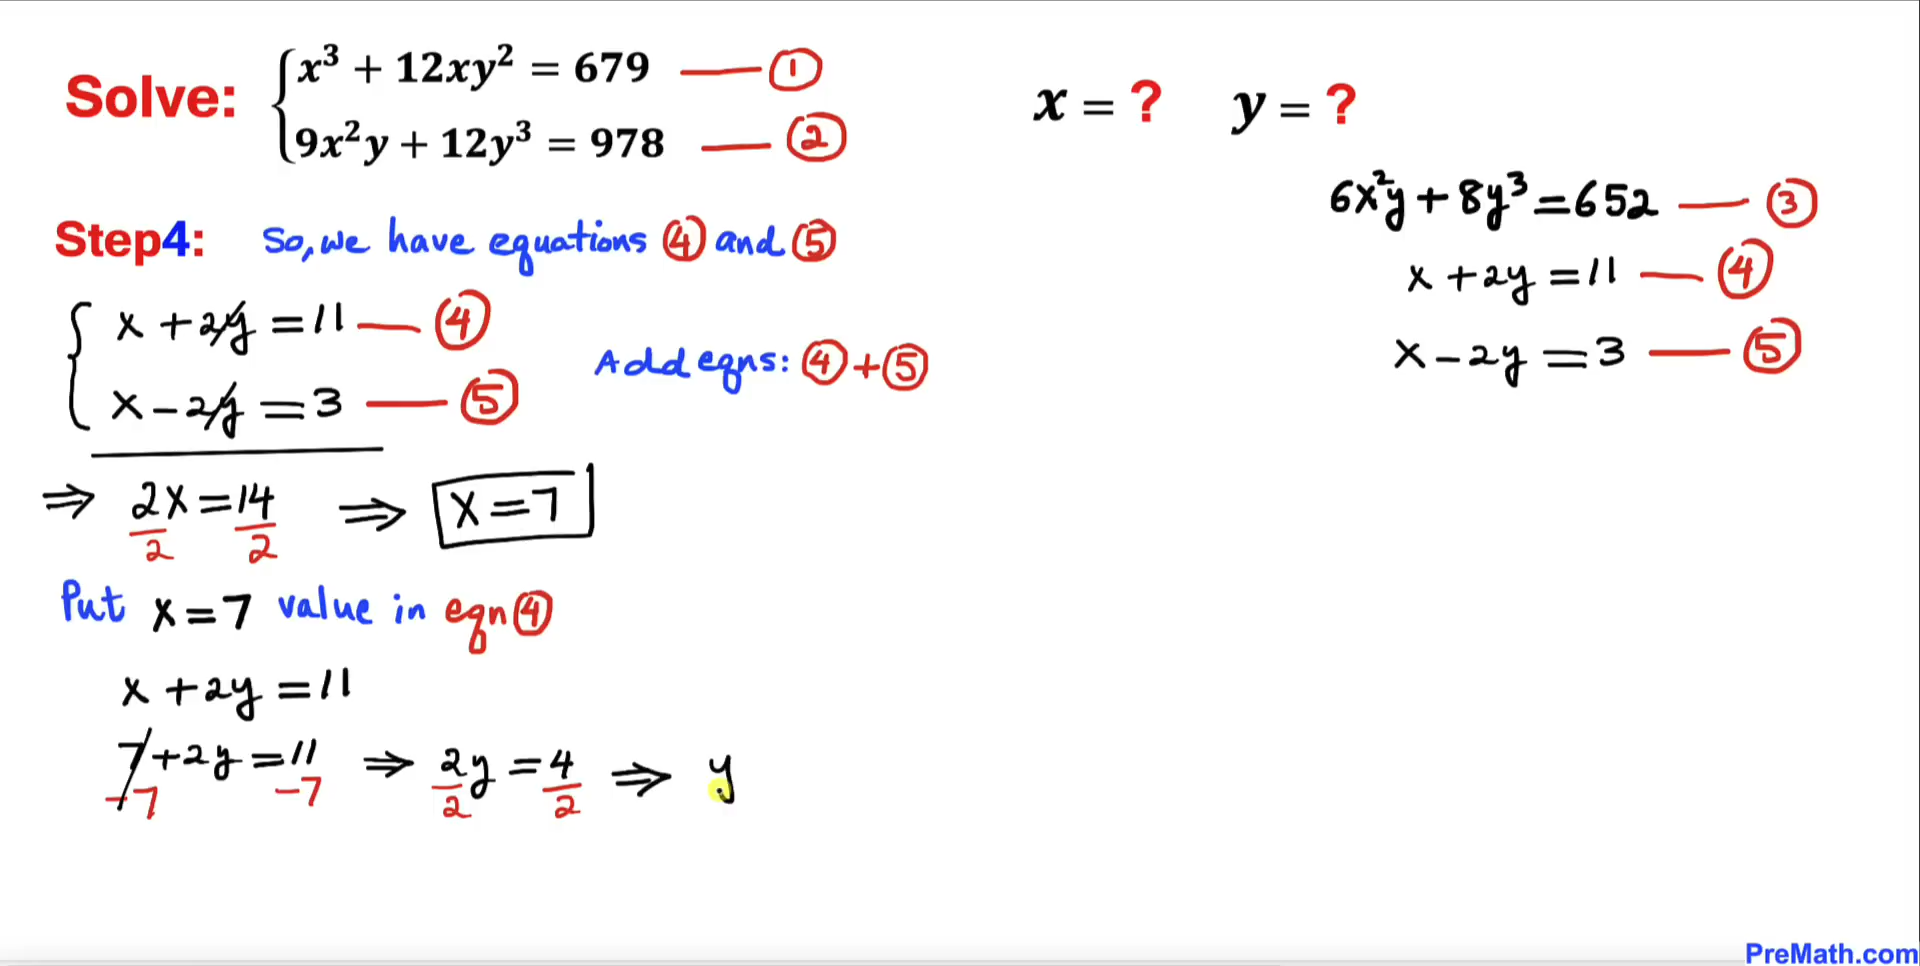 Solve: { x³ + 12xy² = 679 —— ①
9x²y + 12y³ = 978 —— ②
x = ? y = ?
6x²y + 8y³ = 652 —— ③
x + 2y = 11 —— ④
x - 2y = 3 —— ⑤
Step4: So, we have equations ④ and ⑤
{ x + 2y = 11 —— ④
x - 2y = 3 —— ⑤
Add eqns: ④ + ⑤
⇒ 2x/2 = 14/2 ⇒ x = 7
Put x = 7 value in eqn ④
x + 2y = 11
7 + 2y = 11 ⇒ 2y/2 = 4/2 ⇒ y
-7 -7
PreMath.com